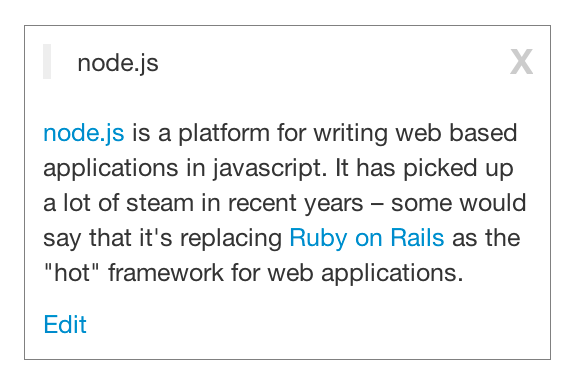 node.js
X
node.js is a platform for writing web based
applications in javascript. It has picked up
a lot of steam in recent years – some would
say that it's replacing Ruby on Rails as the
"hot" framework for web applications.
Edit